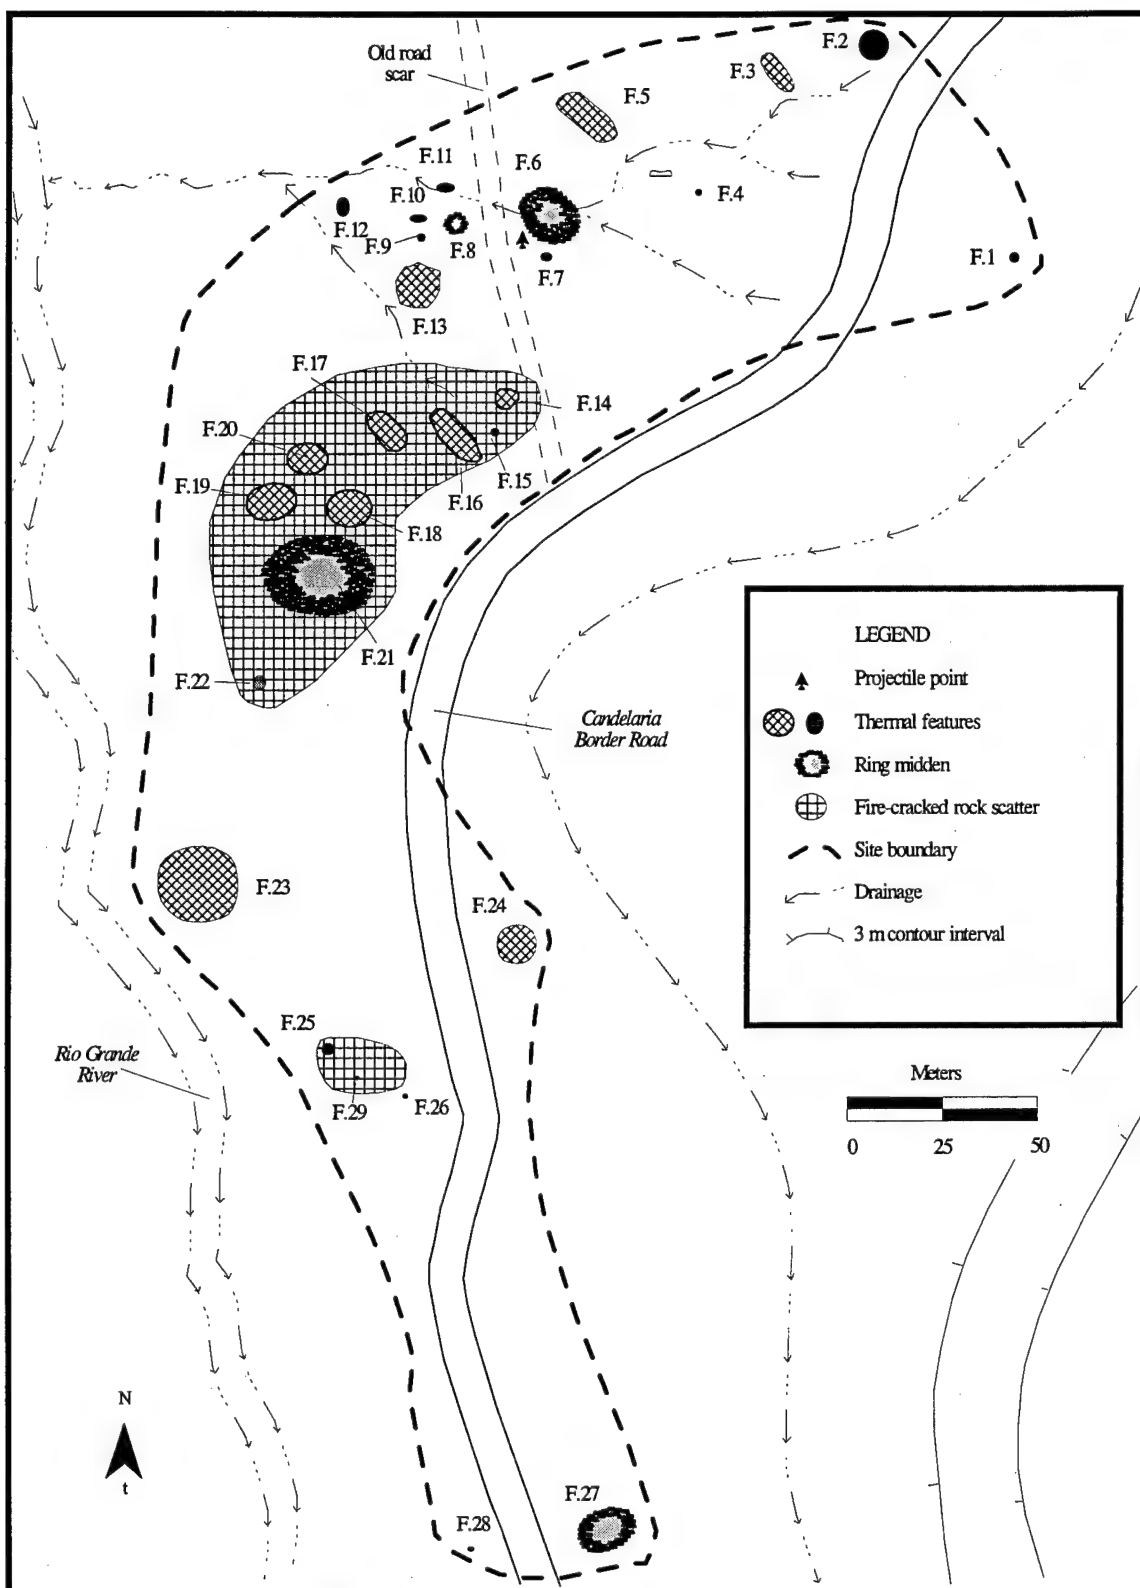 F.2
Old road
scar
F.3
F.5
F.11
F.6
F.10
F.4
F.12
F.9
F.8
F.7
F.1
F.13
F.17
F.14
F.20
F.19
F.16
F.15
F.18
F.21
F.22
Candelaria
Border Road
LEGEND
Projectile point
Thermal features
Ring midden
Fire-cracked rock scatter
Site boundary
Drainage
3 m contour interval
F.23
F.24
F.25
Rio Grande
River
F.29
F.26
Meters
0 25 50
N
t
F.27
F.28